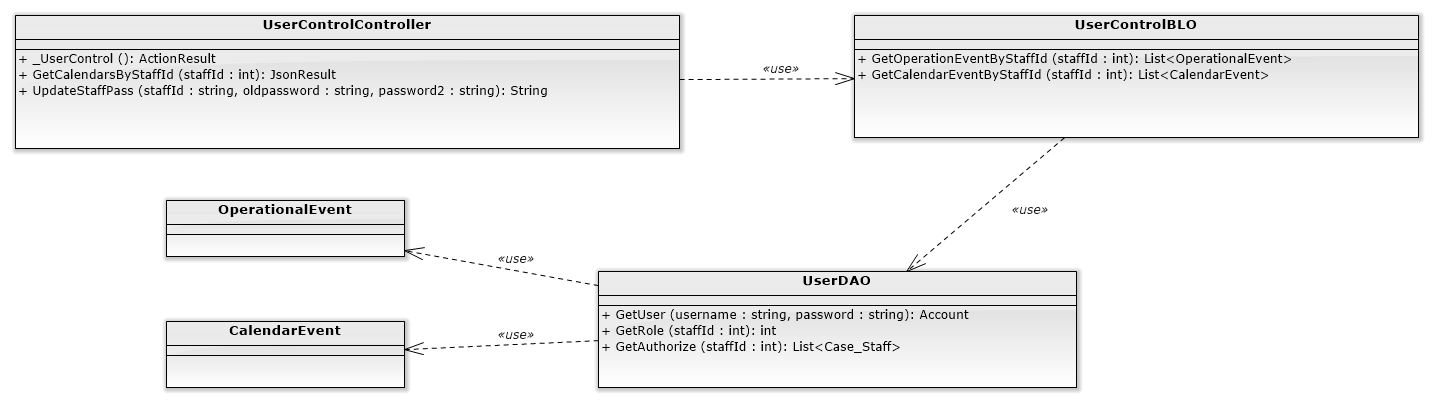 UserControlController
+ _UserControl (): ActionResult
+ GetCalendarsByStaffId (staffId : int): JsonResult
+ UpdateStaffPass (staffId : string, oldpassword : string, password2 : string): String
«use»
UserControlBLO
+ GetOperationEventByStaffId (staffId : int): List<OperationalEvent>
+ GetCalendarEventByStaffId (staffId : int): List<CalendarEvent>
«use»
OperationalEvent
«use»
CalendarEvent
«use»
UserDAO
+ GetUser (username : string, password : string): Account
+ GetRole (staffId : int): int
+ GetAuthorize (staffId : int): List<Case_Staff>